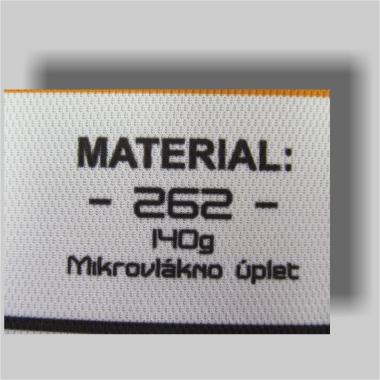 MATERIAL:
- 262 -
140g
Mikrovlákno úplet